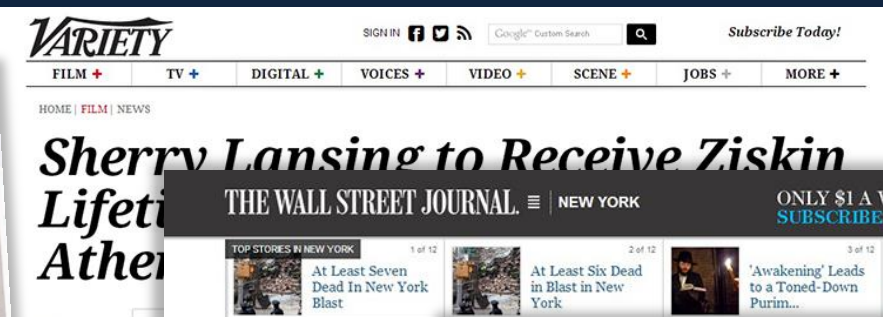 VARIETY
SIGN IN
Google™ Custom Search
Subscribe Today!
FILM + TV + DIGITAL + VOICES + VIDEO + SCENE + JOBS + MORE +
HOME | FILM | NEWS
Sherry Lansing to Receive Ziskin
Lifeti
Athe
THE WALL STREET JOURNAL. NEW YORK
ONLY $1 A
SUBSCRIBE
TOP STORIES IN NEW YORK
1 of 12
At Least Seven
Dead In New York
Blast
2 of 12
At Least Six Dead
in Blast in New
York
3 of 12
'Awakening' Leads
to a Toned-Down
Purim...